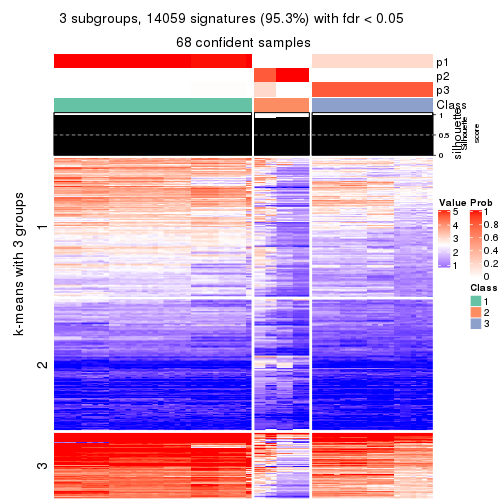 3 subgroups, 14059 signatures (95.3%) with fdr < 0.05
68 confident samples
p1
p2
p3
Class
silhouette
Silhouette
score
1
0.5
0
k-means with 3 groups
1
2
3
Value
5
4
3
2
1
Prob
1
0.8
0.6
0.4
0.2
0
Class
1
2
3